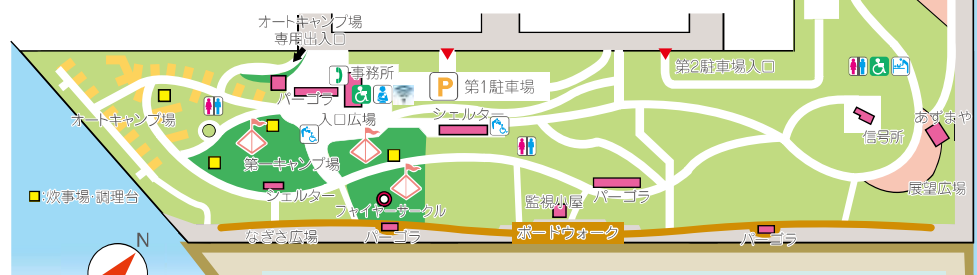 オートキャンプ場
専用出入口
事務所
P 第1駐車場
第2駐車場入口
パーゴラ
入口広場
シェルター
オートキャンプ場
あずまや
信号所
第一キャンプ場
展望広場
炊事場・調理台
シェルター
監視小屋
パーゴラ
ファイヤーサークル
なぎさ広場
パーゴラ
ボードウォーク
パーゴラ
N